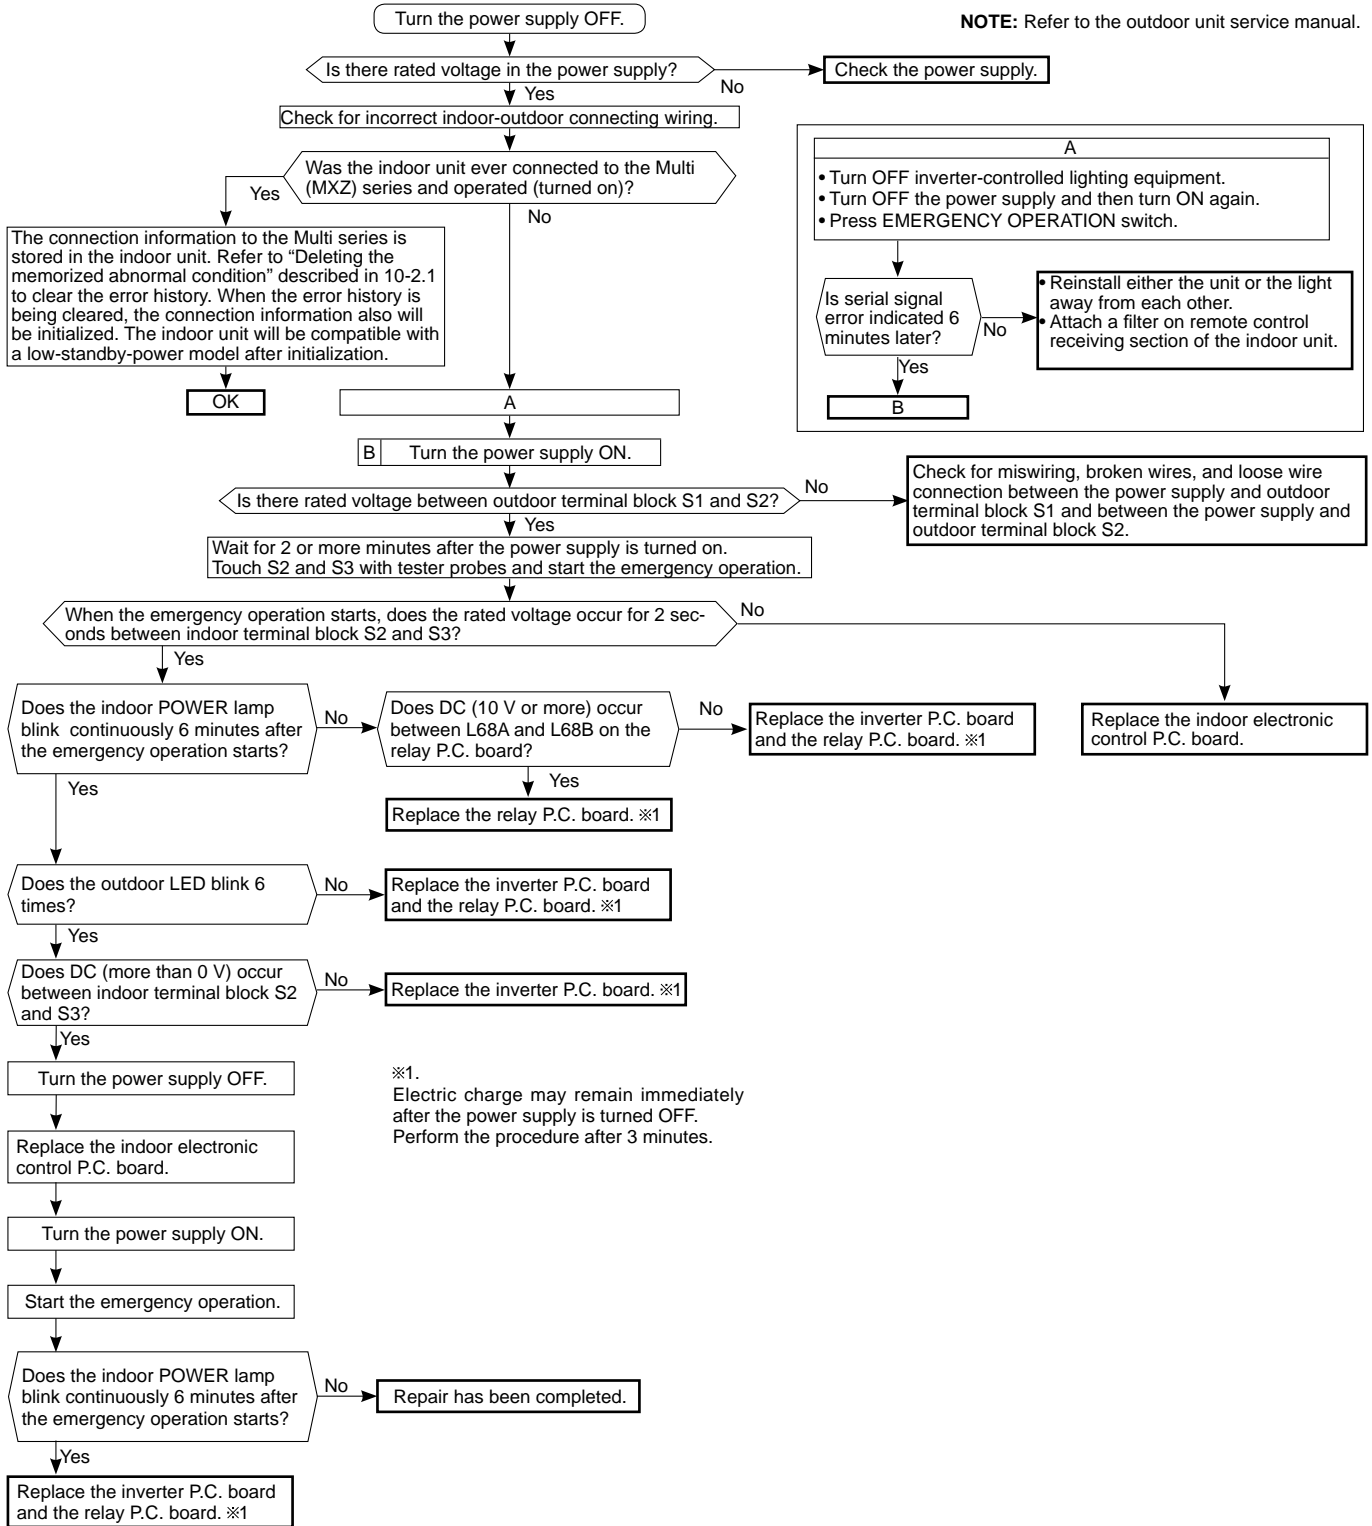 Turn the power supply OFF.
NOTE: Refer to the outdoor unit service manual.
Is there rated voltage in the power supply?
No
Check the power supply.
Yes
Check for incorrect indoor-outdoor connecting wiring.
Was the indoor unit ever connected to the Multi
(MXZ) series and operated (turned on)?
Yes
No
The connection information to the Multi series is
stored in the indoor unit. Refer to “Deleting the
memorized abnormal condition” described in 10-2.1
to clear the error history. When the error history is
being cleared, the connection information also will
be initialized. The indoor unit will be compatible with
a low-standby-power model after initialization.
OK
A
• Turn OFF inverter-controlled lighting equipment.
• Turn OFF the power supply and then turn ON again.
• Press EMERGENCY OPERATION switch.
Is serial signal
error indicated 6
minutes later?
No
• Reinstall either the unit or the light
away from each other.
• Attach a filter on remote control
receiving section of the indoor unit.
Yes
B
A
B Turn the power supply ON.
Is there rated voltage between outdoor terminal block S1 and S2?
No
Check for miswiring, broken wires, and loose wire
connection between the power supply and outdoor
terminal block S1 and between the power supply and
outdoor terminal block S2.
Yes
Wait for 2 or more minutes after the power supply is turned on.
Touch S2 and S3 with tester probes and start the emergency operation.
When the emergency operation starts, does the rated voltage occur for 2 sec-
onds between indoor terminal block S2 and S3?
No
Yes
Does the indoor POWER lamp
blink continuously 6 minutes after
the emergency operation starts?
No
Does DC (10 V or more) occur
between L68A and L68B on the
relay P.C. board?
No
Replace the inverter P.C. board
and the relay P.C. board. ※1
Replace the indoor electronic
control P.C. board.
Yes
Yes
Replace the relay P.C. board. ※1
Does the outdoor LED blink 6
times?
No
Replace the inverter P.C. board
and the relay P.C. board. ※1
Yes
Does DC (more than 0 V) occur
between indoor terminal block S2
and S3?
No
Replace the inverter P.C. board. ※1
Yes
Turn the power supply OFF.
※1.
Electric charge may remain immediately
after the power supply is turned OFF.
Perform the procedure after 3 minutes.
Replace the indoor electronic
control P.C. board.
Turn the power supply ON.
Start the emergency operation.
Does the indoor POWER lamp
blink continuously 6 minutes after
the emergency operation starts?
No
Repair has been completed.
Yes
Replace the inverter P.C. board
and the relay P.C. board. ※1